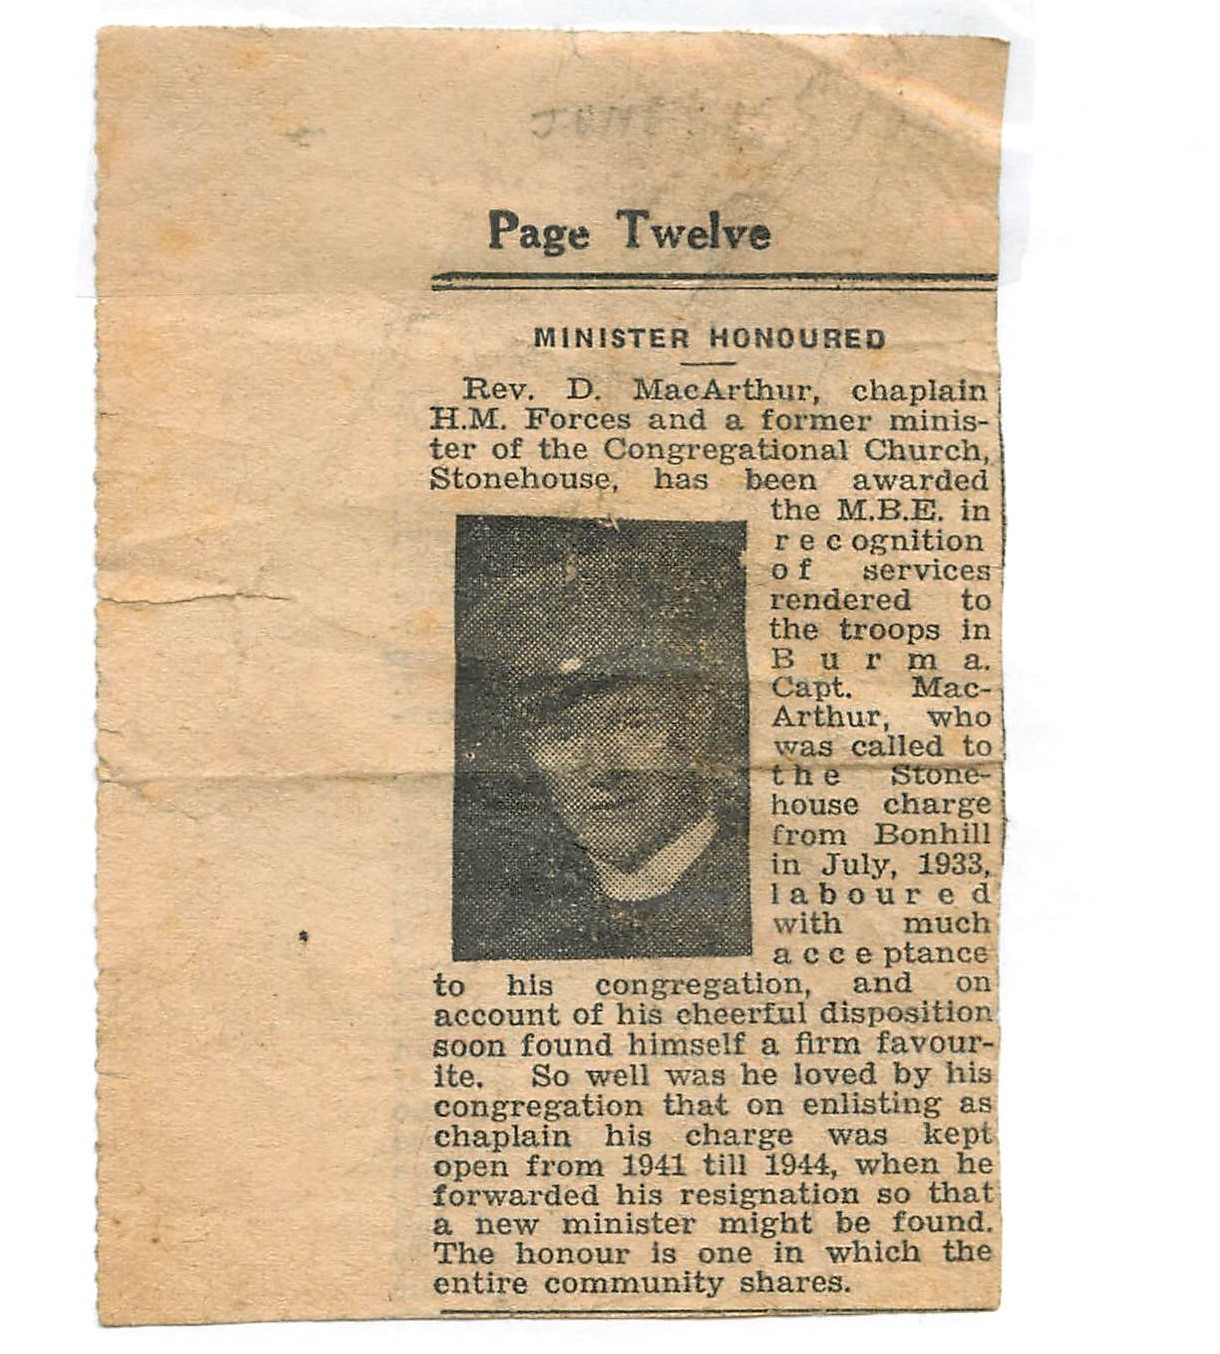 Page Twelve
MINISTER HONOURED
Rev. D. MacArthur, chaplain
H.M. Forces and a former minis-
ter of the Congregational Church,
Stonehouse, has been awarded
the M.B.E. in
recognition
of services
rendered to
the troops in
Burma.
Capt. Mac-
Arthur, who
was called to
the Stone-
house charge
from Bonhill
in July, 1933,
laboured
with much
acceptance
to his congregation, and on
account of his cheerful disposition
soon found himself a firm favour-
ite. So well was he loved by his
congregation that on enlisting as
chaplain his charge was kept
open from 1941 till 1944, when he
forwarded his resignation so that
a new minister might be found.
The honour is one in which the
entire community shares.